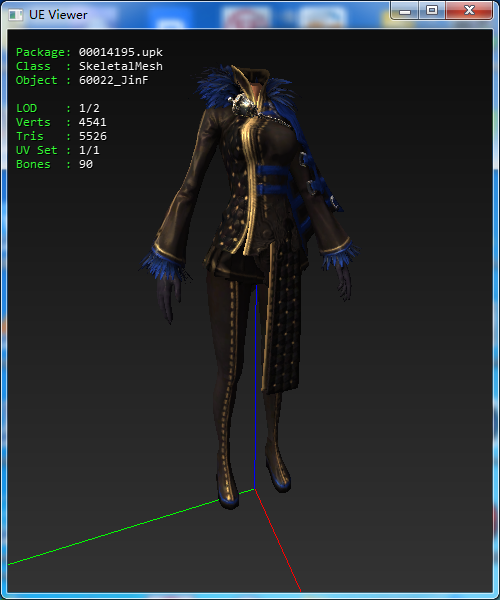 UE Viewer
Package: 00014195.upk
Class : SkeletalMesh
Object : 60022_JinF
LOD : 1/2
Verts : 4541
Tris : 5526
UV Set : 1/1
Bones : 90